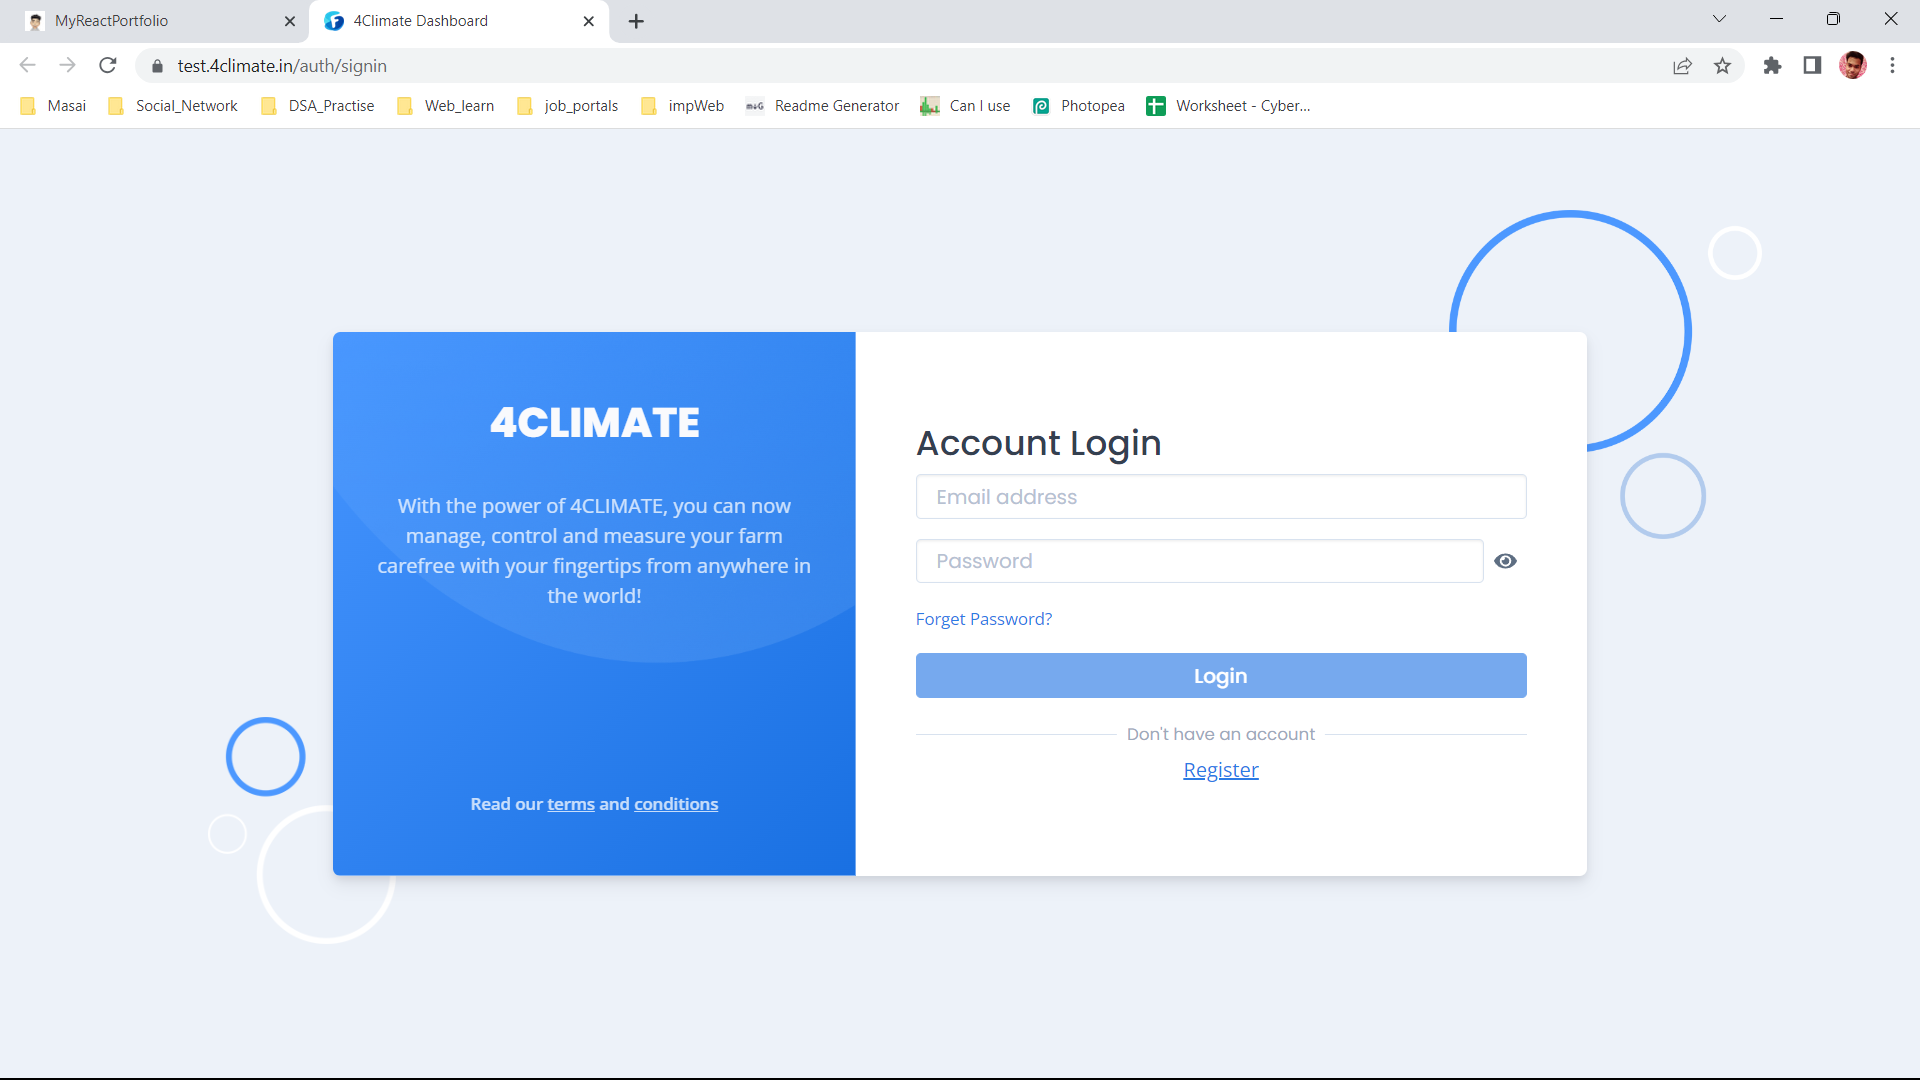 MyReactPortfolio
4Climate Dashboard
test.4climate.in/auth/signin
Masai
Social_Network
DSA_Practise
Web_learn
job_portals
impWeb
Readme Generator
Can I use
Photopea
Worksheet - Cyber...
4CLIMATE
With the power of 4CLIMATE, you can now
manage, control and measure your farm
carefree with your fingertips from anywhere in
the world!
Read our terms and conditions
Account Login
Email address
Password
Forget Password?
Login
Don't have an account
Register